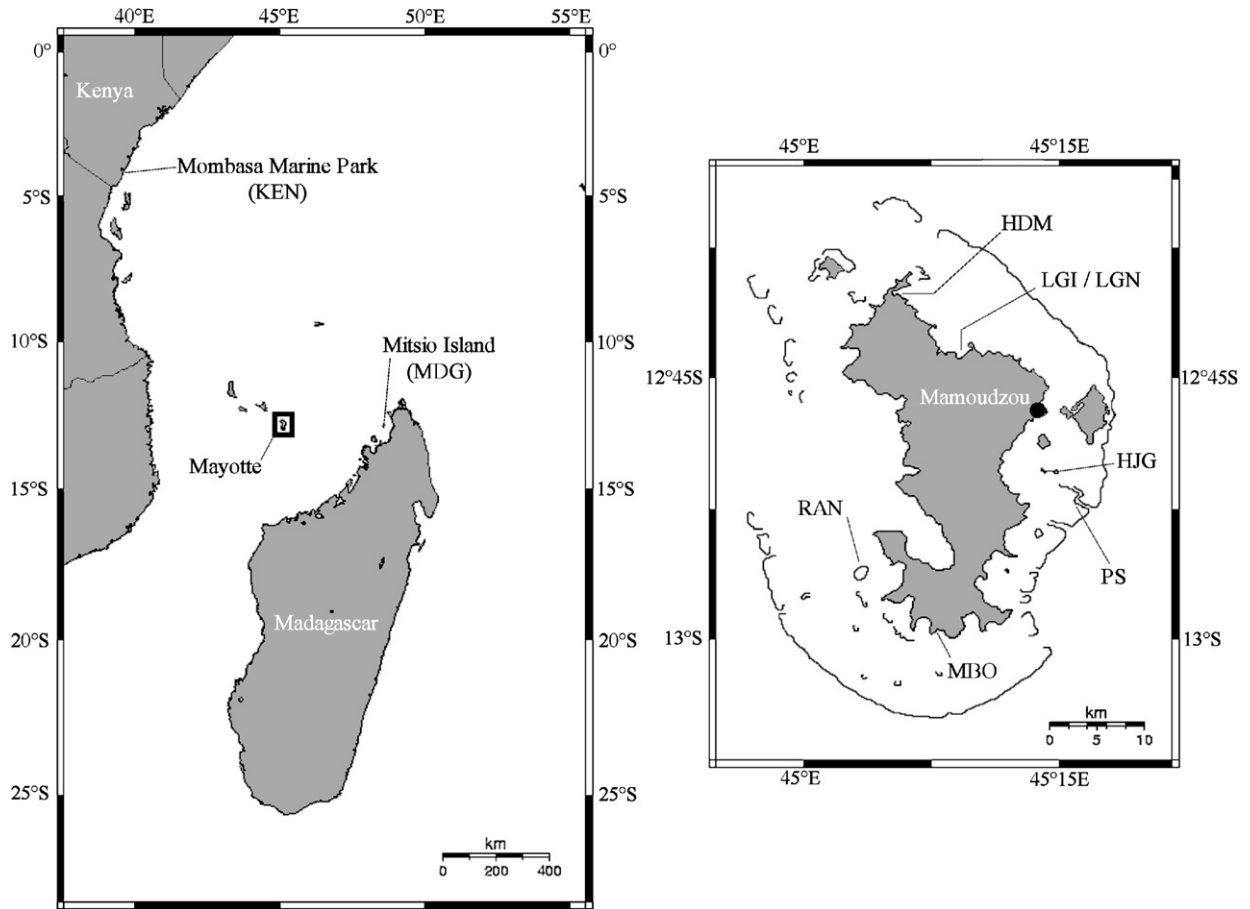 40°E 45°E 50°E 55°E
0°
Kenya
Mombasa Marine Park
(KEN)
5°S 5°S
10°S 10°S
Mitsio Island
(MDG)
Mayotte
15°S 15°S
Madagascar
20°S 20°S
25°S 25°S
km
0 200 400
45°E 45°15E
HDM
LGI / LGN
12°45S 12°45S
Mamoudzou
HJG
RAN
PS
13°S 13°S
MBO
km
0 5 10
45°E 45°15E